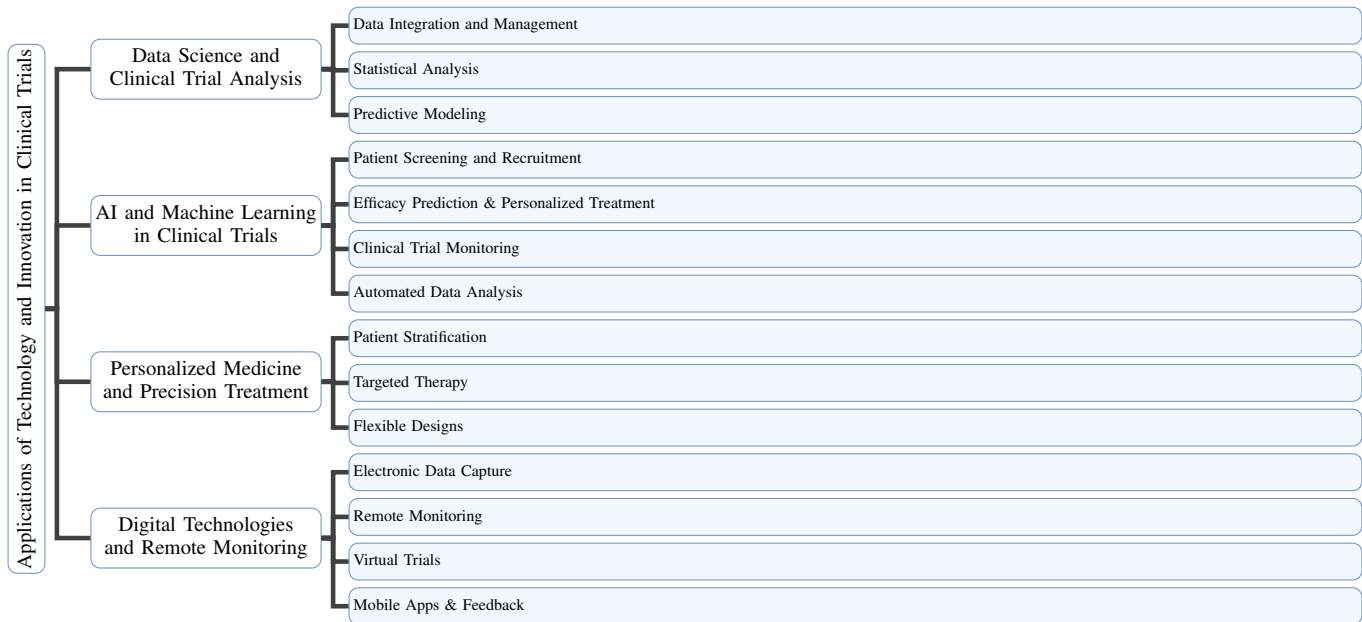 Applications of Technology and Innovation in Clinical Trials
Data Science and
Clinical Trial Analysis
Data Integration and Management
Statistical Analysis
Predictive Modeling
AI and Machine Learning
in Clinical Trials
Patient Screening and Recruitment
Efficacy Prediction & Personalized Treatment
Clinical Trial Monitoring
Automated Data Analysis
Personalized Medicine
and Precision Treatment
Patient Stratification
Targeted Therapy
Flexible Designs
Digital Technologies
and Remote Monitoring
Electronic Data Capture
Remote Monitoring
Virtual Trials
Mobile Apps & Feedback